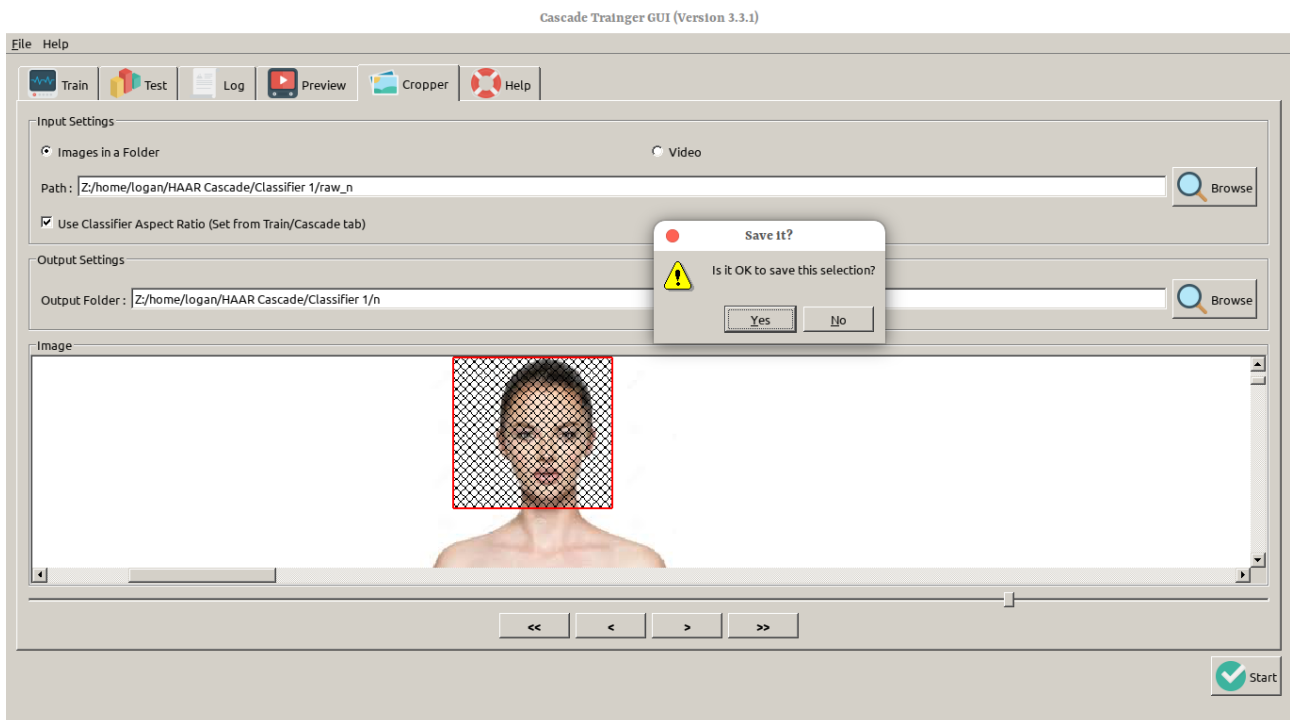 Cascade Trainger GUI (Version 3.3.1)
File Help
Train Test Log Preview Cropper Help
Input Settings
Images in a Folder Video
Path : Z:/home/logan/HAAR Cascade/Classifier 1/raw_n Browse
Use Classifier Aspect Ratio (Set from Train/Cascade tab)
Save it?
Is it OK to save this selection?
Yes No
Output Settings
Output Folder : Z:/home/logan/HAAR Cascade/Classifier 1/n Browse
Image
<< < > >>
Start